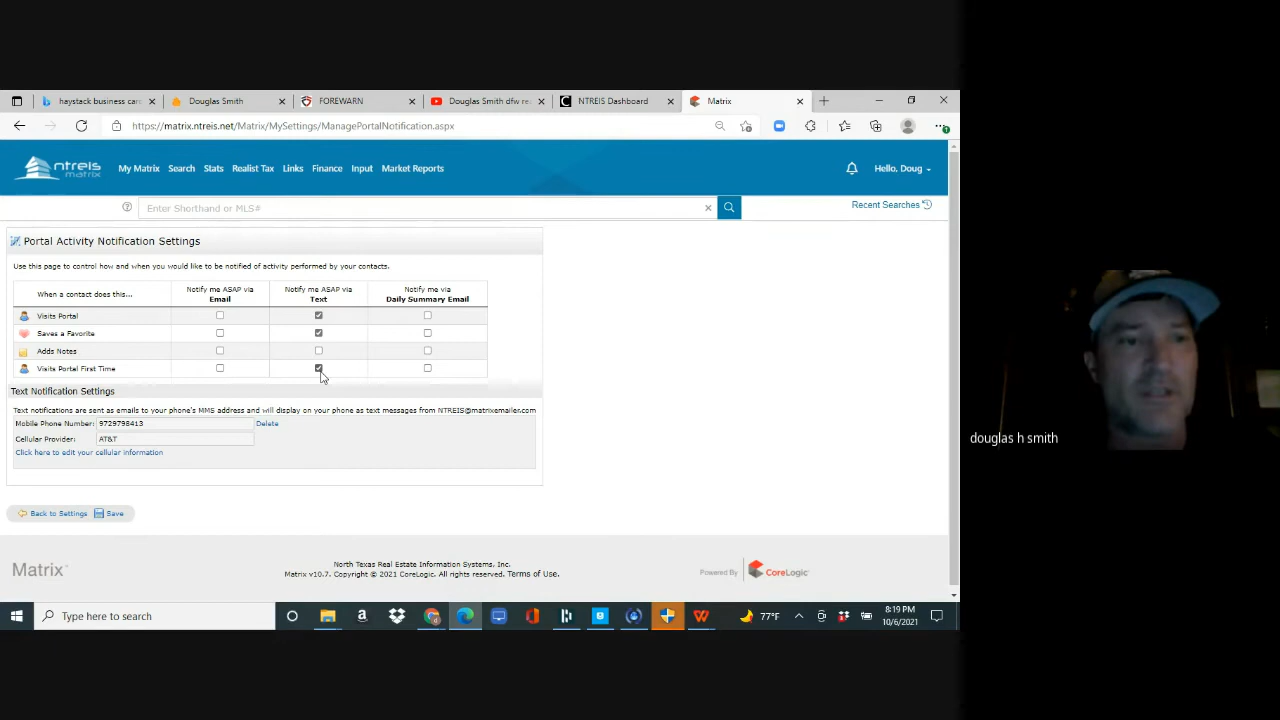 haystack business car
Douglas Smith
FOREWARN
Douglas Smith dfw re
NTREIS Dashboard
Matrix
https://matrix.ntreis.net/Matrix/MySettings/ManagePortalNotification.aspx
ntreis
matrix
My Matrix
Search
Stats
Realist Tax
Links
Finance
Input
Market Reports
Hello, Doug
Enter Shorthand or MLS#
Recent Searches
Portal Activity Notification Settings
Use this page to control how and when you would like to be notified of activity performed by your contacts.
When a contact does this...
Notify me ASAP via
Email
Notify me ASAP via
Text
Notify me via
Daily Summary Email
Visits Portal
Saves a Favorite
Adds Notes
Visits Portal First Time
Text Notification Settings
Text notifications are sent as emails to your phone's MMS address and will display on your phone as text messages from NTREIS@matrixemailer.com
Mobile Phone Number: 9729798413 Delete
Cellular Provider: AT&T
Click here to edit your cellular information
Back to Settings Save
Matrix
North Texas Real Estate Information Systems, Inc.
Matrix v10.7. Copyright © 2021 CoreLogic. All rights reserved. Terms of Use.
Powered By CoreLogic
Type here to search
77°F
8:19 PM
10/6/2021
douglas h smith